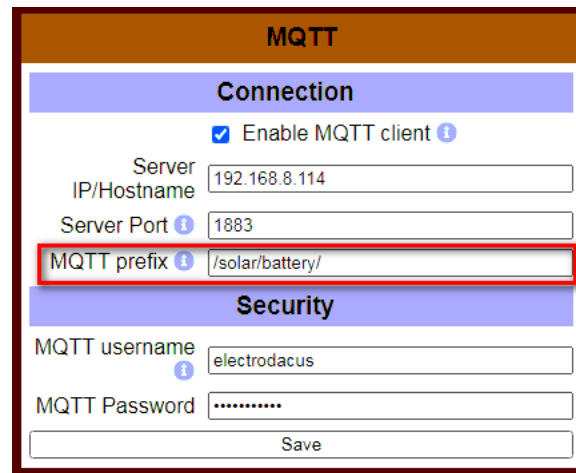 MQTT
Connection
Enable MQTT client
Server
IP/Hostname
192.168.8.114
Server Port
1883
MQTT prefix
/solar/battery/
Security
MQTT username
electrodacus
MQTT Password
•••••••••••
Save